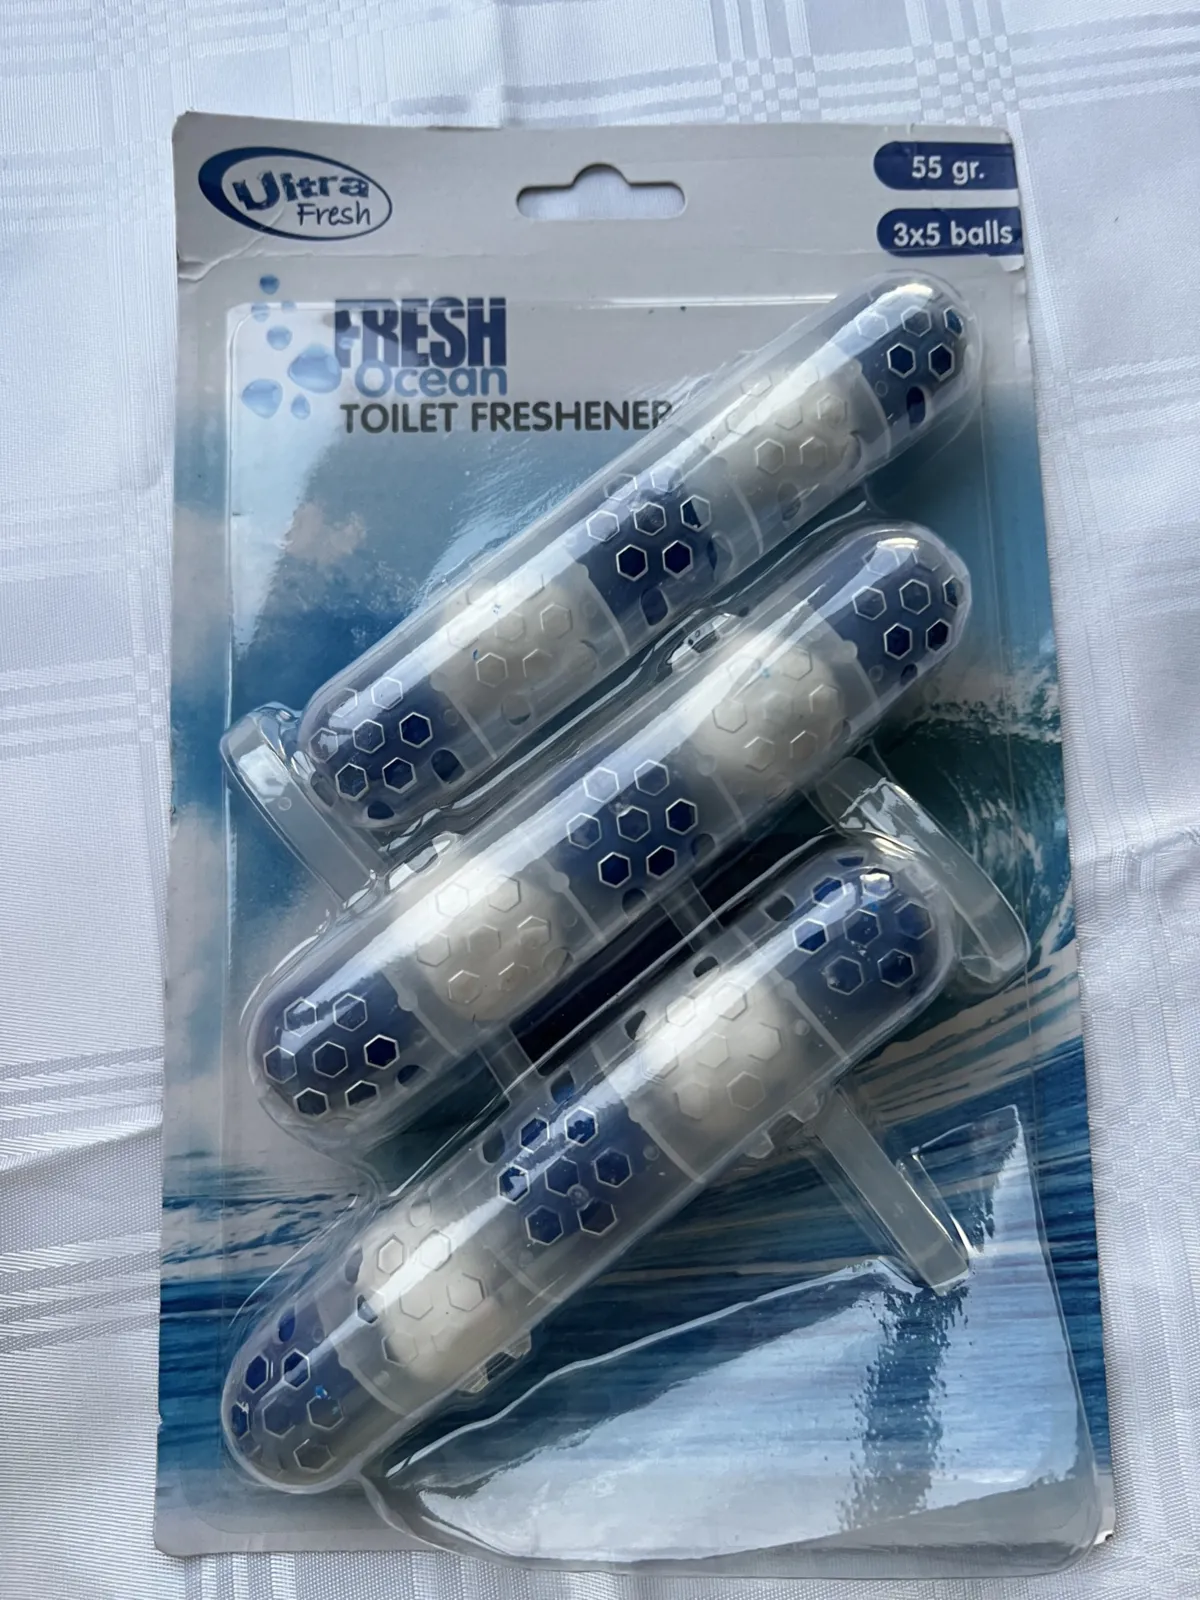 Ultra
Fresh
55 gr.
3x5 balls
FRESH
Ocean
TOILET FRESHENER